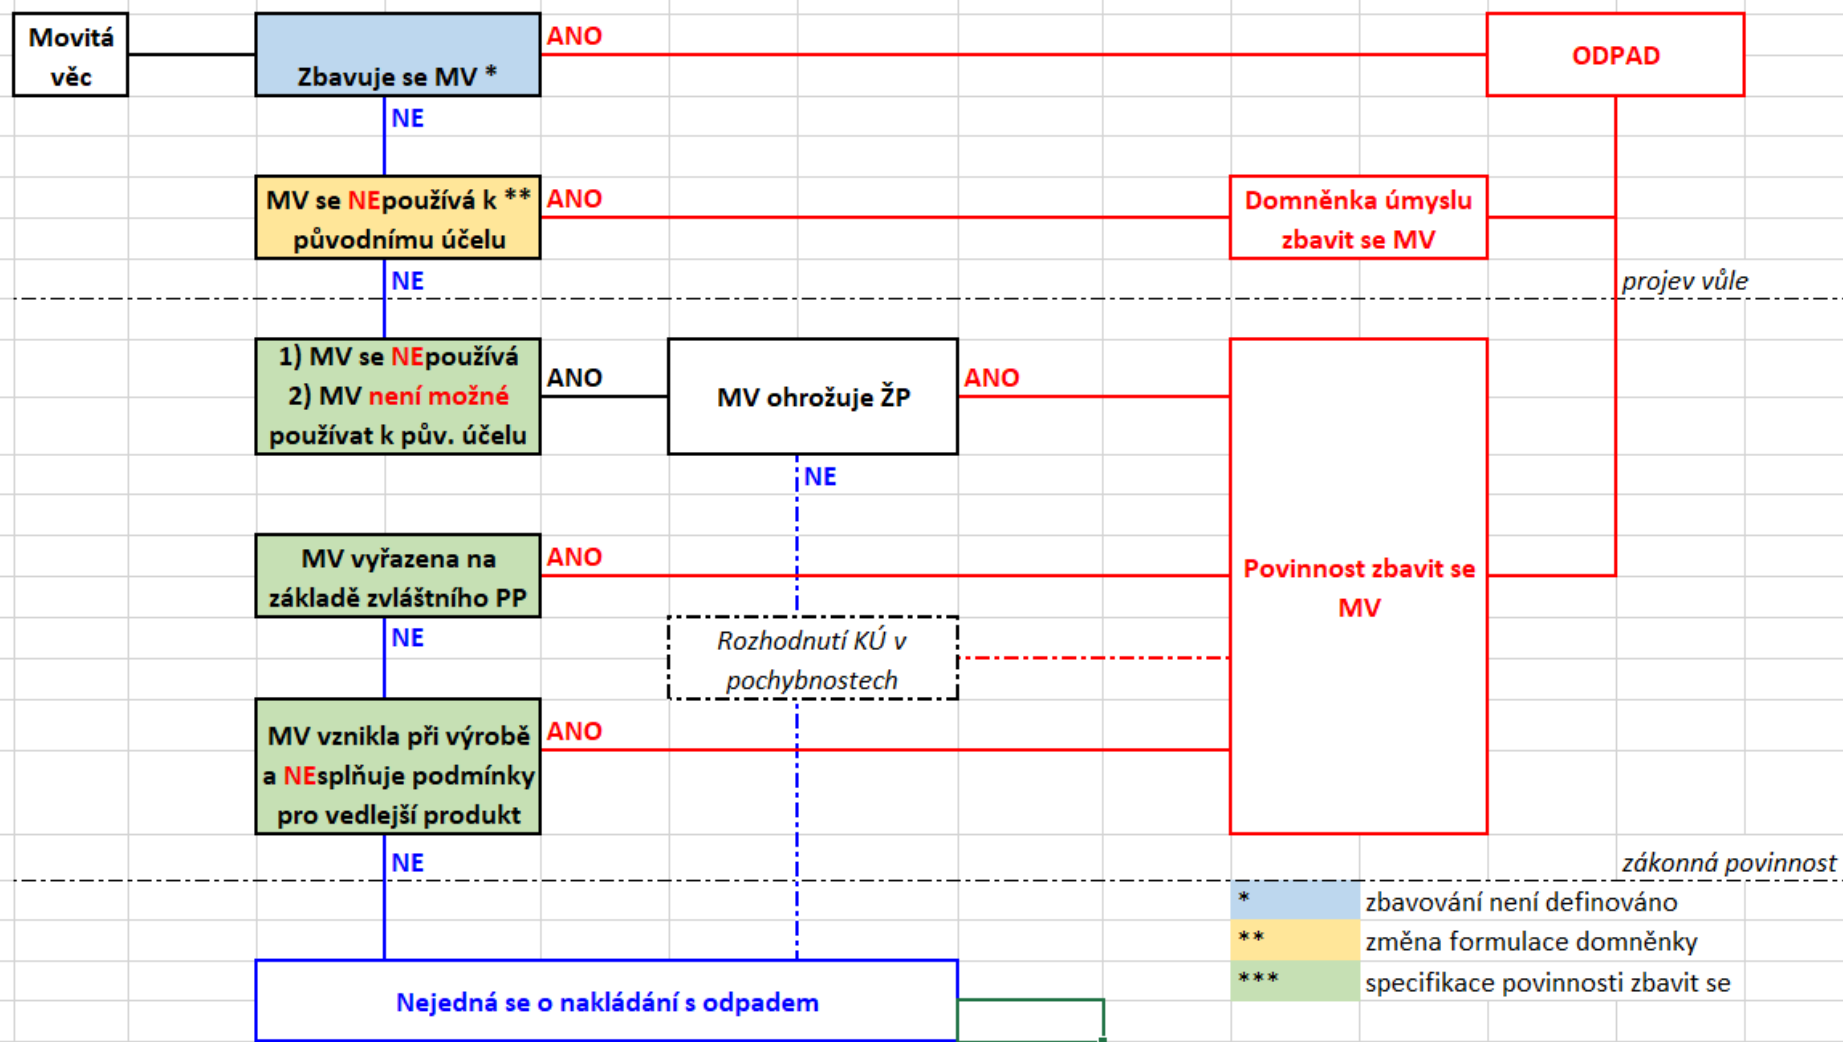 Movitá
věc
Zbavuje se MV *
ANO
ODPAD
NE
MV se NEpoužívá k **
původnímu účelu
ANO
Domněnka úmyslu
zbavit se MV
NE
projev vůle
1) MV se NEpoužívá
2) MV není možné
používat k pův. účelu
ANO
MV ohrožuje ŽP
ANO
NE
MV vyřazena na
základě zvláštního PP
ANO
Povinnost zbavit se
MV
NE
Rozhodnutí KÚ v
pochybnostech
MV vznikla při výrobě
a NEsplňuje podmínky
pro vedlejší produkt
ANO
NE
zákonná povinnost
* zbavování není definováno
** změna formulace domněnky
*** specifikace povinnosti zbavit se
Nejedná se o nakládání s odpadem